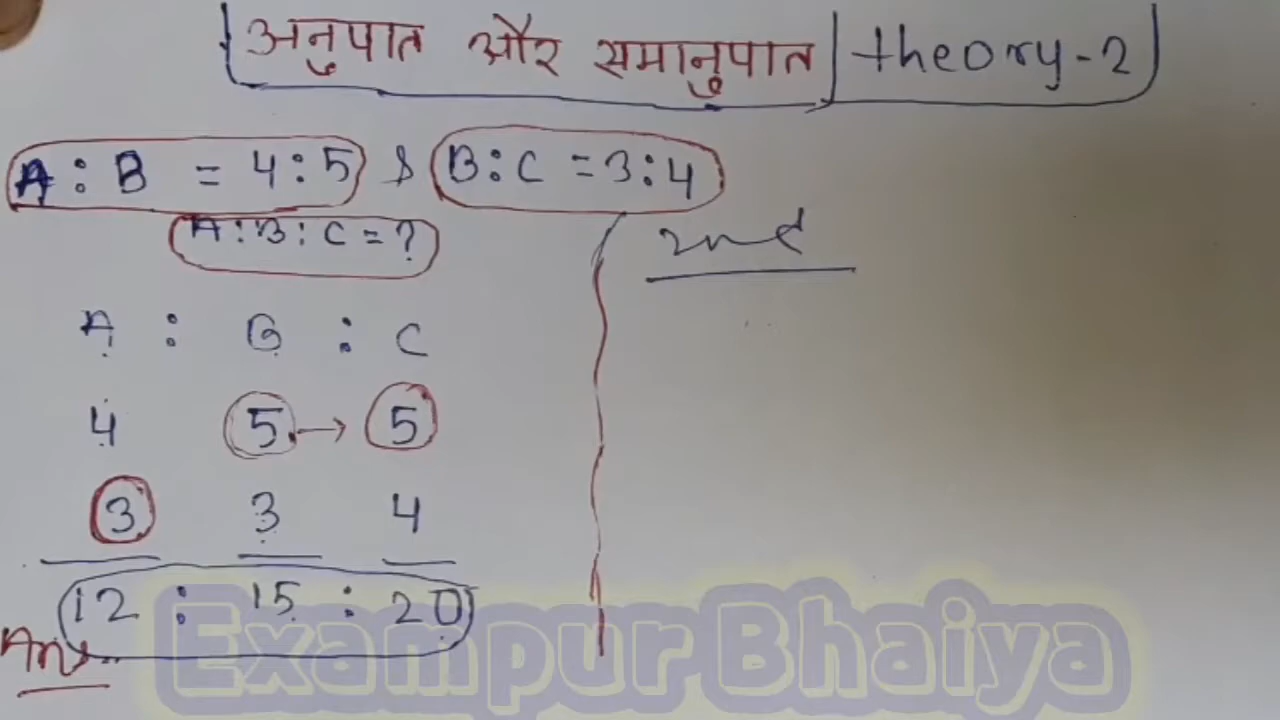 अनुपात और समानुपात | theory-2
A : B = 4:5 & B:C = 3:4
A:B:C = ?
2nd
A : B : C
4 5 → 5
3 3 4
12 : 15 : 20
Ans
Exampur Bhaiya